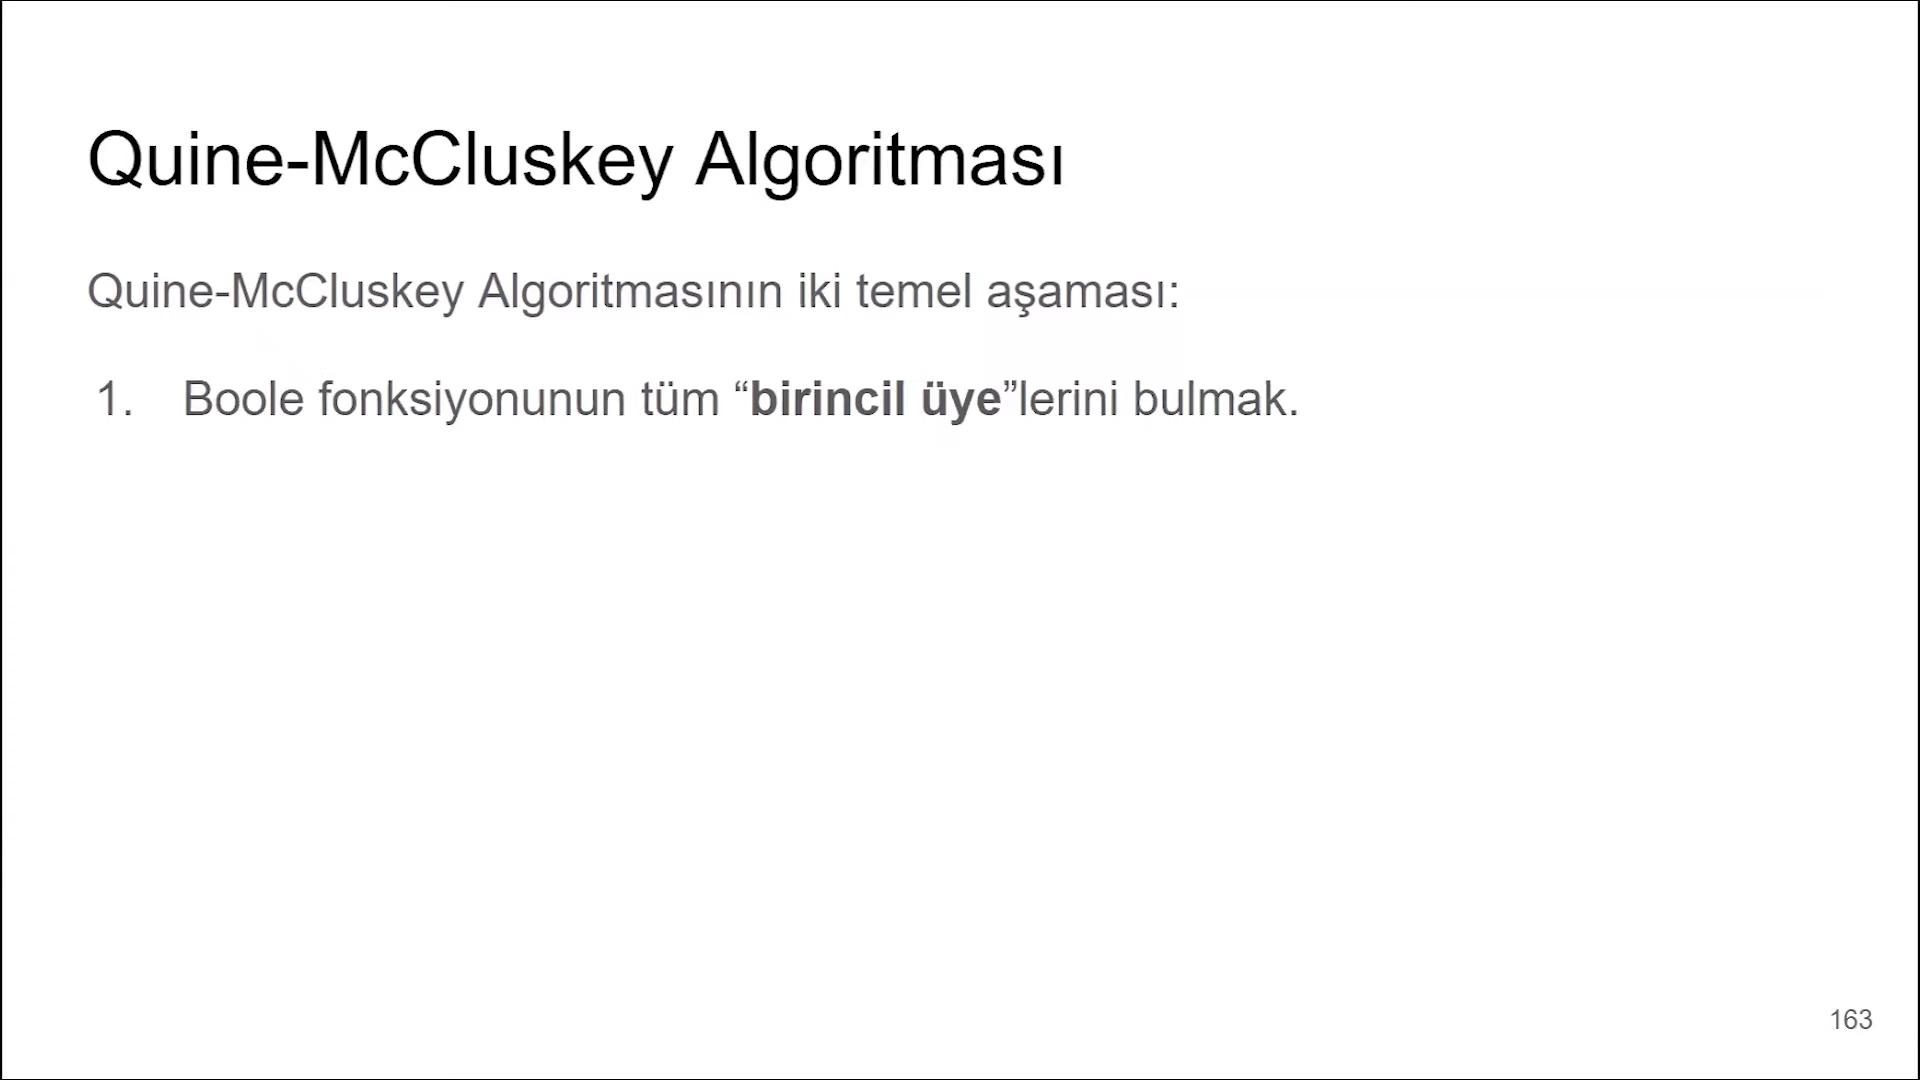 Quine-McCluskey Algoritması
Quine-McCluskey Algoritmasının iki temel aşaması:
1. Boole fonksiyonunun tüm “birincil üye”lerini bulmak.
163